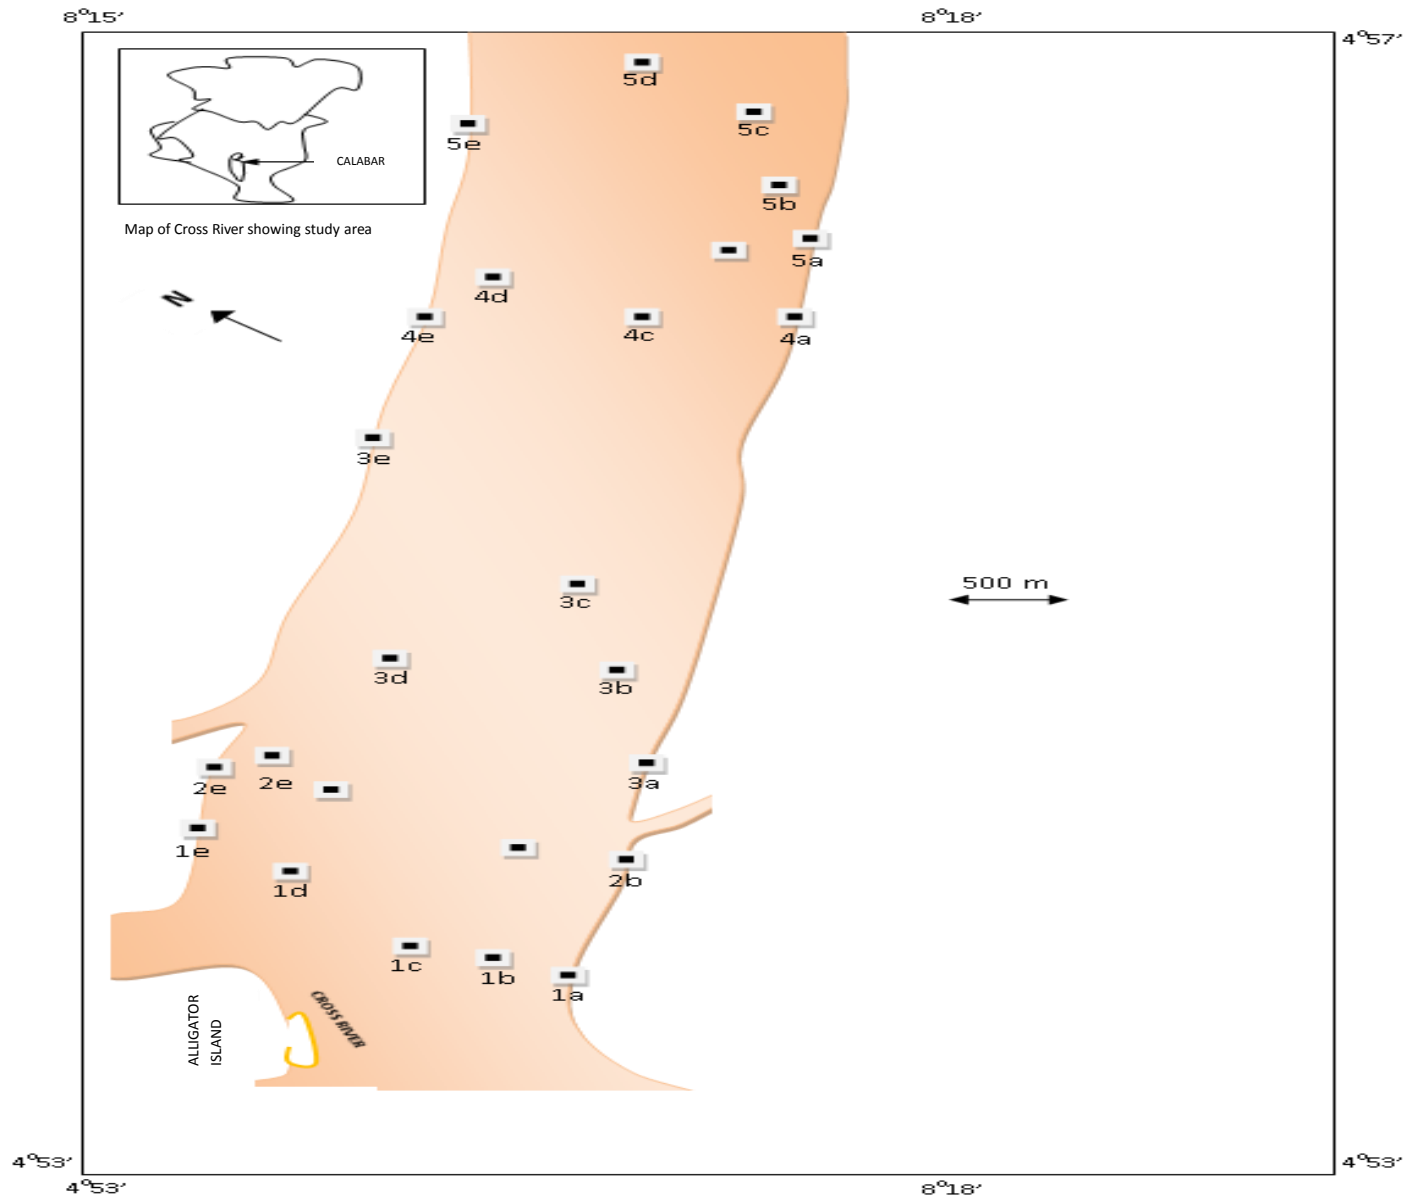 8°15′
8°18′
4°57′
5d
5c
5e
CALABAR
5b
Map of Cross River showing study area
5a
N
4d
4e
4c
4a
3e
500 m
3c
3d
3b
2e
2e
3a
1e
2b
1d
1c
1b
1a
CROSS RIVER
ALLIGATOR
ISLAND
4°53′
4°53′
4°53′
8°18′